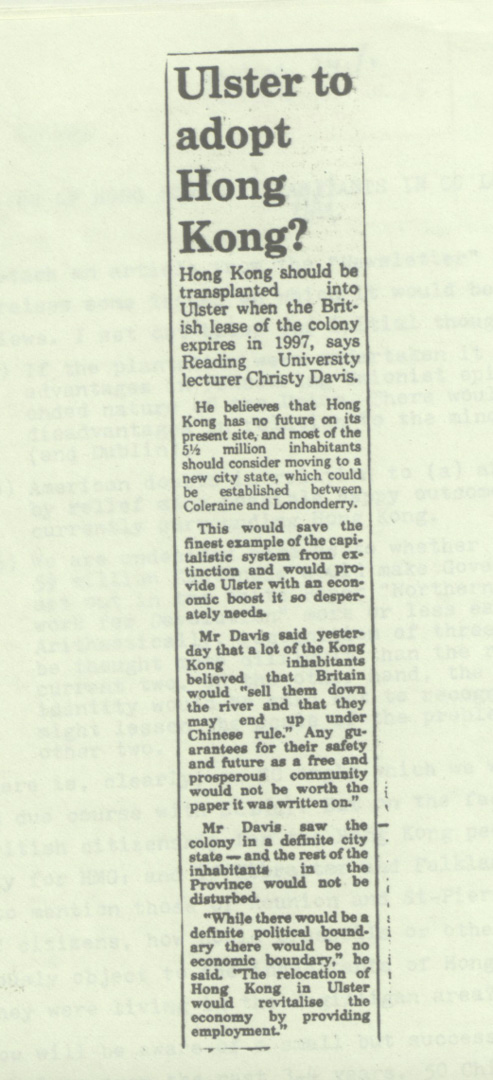 Ulster to
adopt
Hong
Kong?
Hong Kong should be
transplanted into
Ulster when the Brit-
ish lease of the colony
expires in 1997, says
Reading University
lecturer Christy Davis.
He belieeves that Hong
Kong has no future on its
present site, and most of the
5½ million inhabitants
should consider moving to a
new city state, which could
be established between
Coleraine and Londonderry.
This would save the
finest example of the capi-
talistic system from ex-
tinction and would pro-
vide Ulster with an econ-
omic boost it so desper-
ately needs.
Mr Davis said yester-
day that a lot of the Kong
Kong inhabitants
believed that Britain
would "sell them down
the river and that they
may end up under
Chinese rule." Any gu-
arantees for their safety
and future as a free and
prosperous community
would not be worth the
paper it was written on."
Mr Davis saw the
colony in a definite city
state — and the rest of the
inhabitants in the
Province would not be
disturbed.
"While there would be a
definite political bound-
ary there would be no
economic boundary," he
said. "The relocation of
Hong Kong in Ulster
would revitalise the
economy by providing
employment."